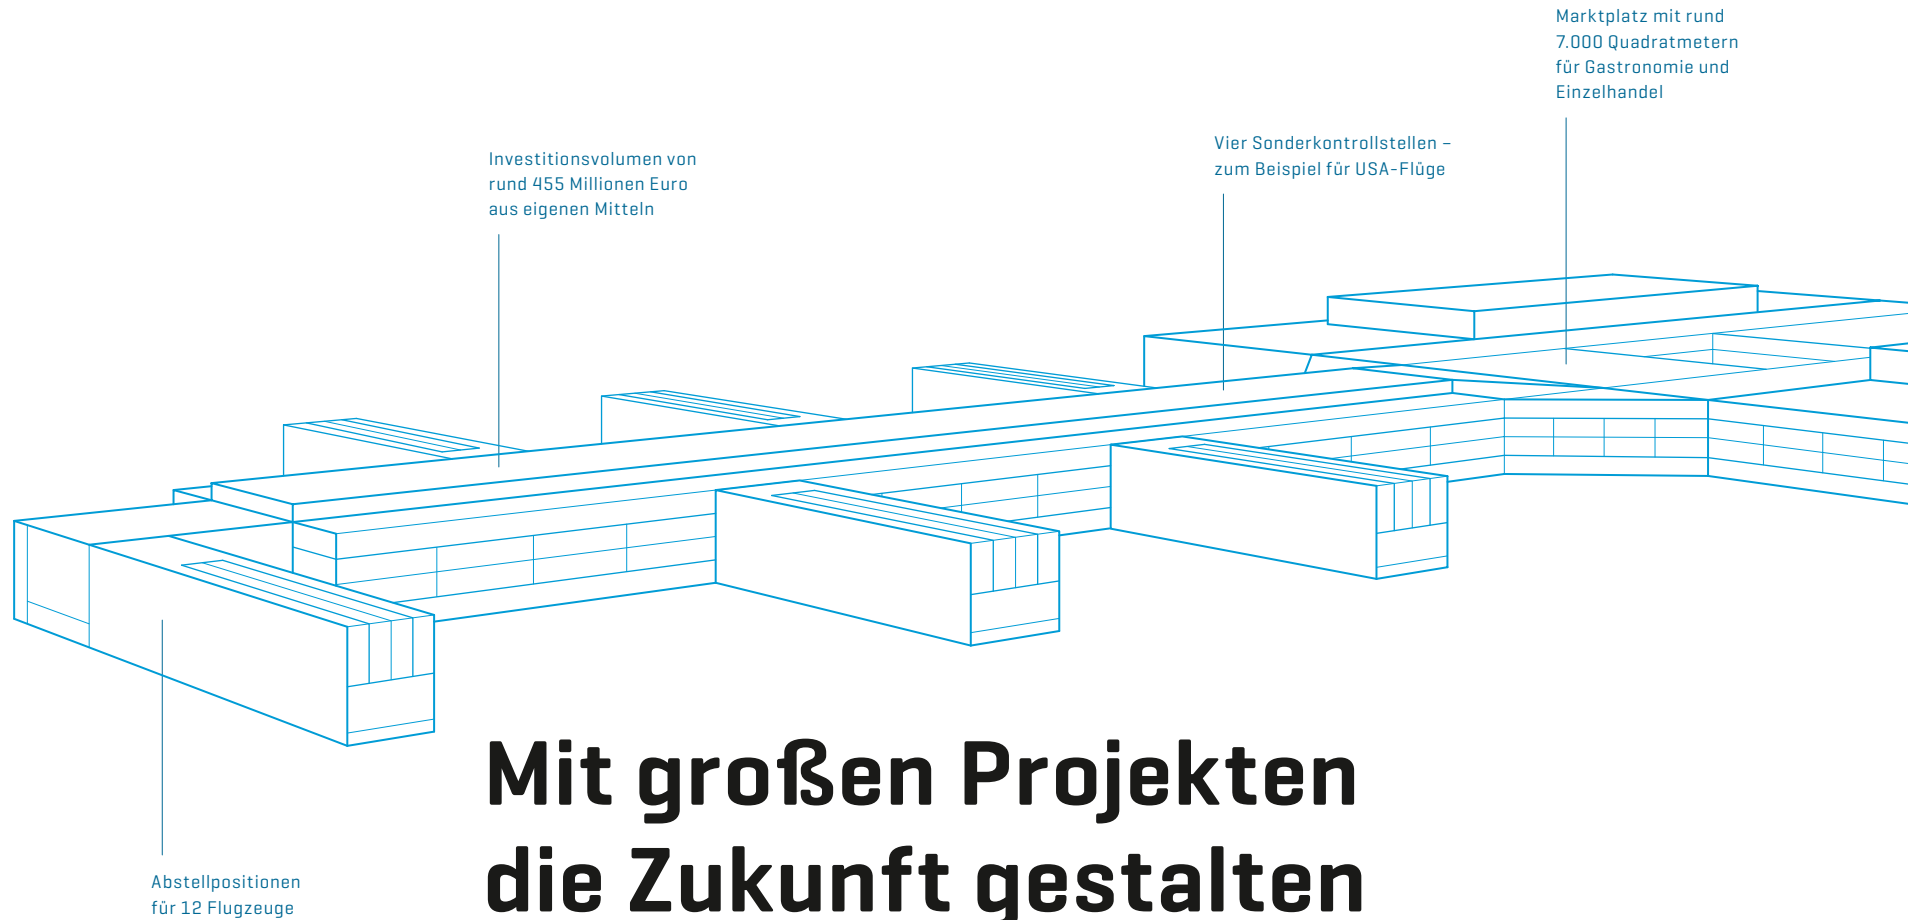 Marktplatz mit rund
7.000 Quadratmetern
für Gastronomie und
Einzelhandel
Vier Sonderkontrollstellen –
zum Beispiel für USA-Flüge
Investitionsvolumen von
rund 455 Millionen Euro
aus eigenen Mitteln
Mit großen Projekten
die Zukunft gestalten
Abstellpositionen
für 12 Flugzeuge